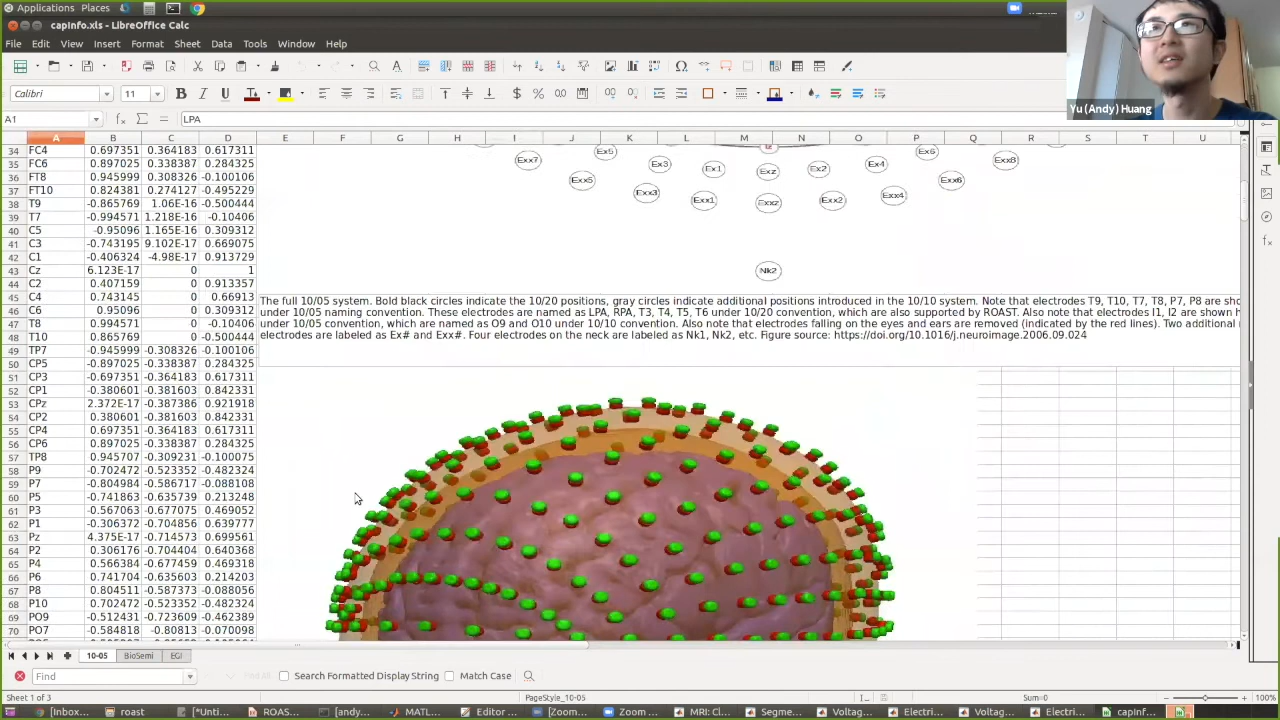 Applications Places
capInfo.xls - LibreOffice Calc
File Edit View Insert Format Sheet Data Tools Window Help
Calibri 11
A1 LPA
Yu (Andy) Huang
A B C D E F G H I J K L M N O P Q R S T U
34 FC4 0.697351 0.364183 0.617311
35 FC6 0.897025 0.338387 0.284325
36 FT8 0.945999 0.308326 -0.100106
37 FT10 0.824381 0.274127 -0.495229
38 T9 -0.865769 1.06E-16 -0.500444
39 T7 -0.994571 1.218E-16 -0.10406
40 C5 -0.95096 1.165E-16 0.309312
41 C3 -0.743195 9.102E-17 0.669075
42 C1 -0.406324 -4.98E-17 0.913729
43 Cz 6.123E-17 0 1
44 C2 0.407159 0 0.913357
45 C4 0.743145 0 0.66913
46 C6 0.95096 0 0.309312
47 T8 0.994571 0 -0.10406
48 T10 0.865769 0 -0.500444
49 TP7 -0.945999 -0.308326 -0.100106
50 CP5 -0.897025 -0.338387 0.284325
51 CP3 -0.697351 -0.364183 0.617311
52 CP1 -0.380601 -0.381603 0.842331
53 CPz 2.372E-17 -0.387386 0.921918
54 CP2 0.380601 -0.381603 0.842331
55 CP4 0.697351 -0.364183 0.617311
56 CP6 0.897025 -0.338387 0.284325
57 TP8 0.945707 -0.309231 -0.100075
58 P9 -0.702472 -0.523352 -0.482324
59 P7 -0.804984 -0.586717 -0.088108
60 P5 -0.741863 -0.635739 0.213248
61 P3 -0.567063 -0.677075 0.469052
62 P1 -0.306372 -0.704856 0.639777
63 Pz 4.375E-17 -0.714573 0.699561
64 P2 0.306176 -0.704404 0.640368
65 P4 0.566384 -0.677459 0.469318
66 P6 0.741704 -0.635603 0.214203
67 P8 0.804511 -0.587373 -0.088056
68 P10 0.702472 -0.523352 -0.482324
69 PO9 -0.512431 -0.723609 -0.462389
70 PO7 -0.584818 -0.80813 -0.070098
Iz
Exx7 Ex5 Ex3 Ex1 Exz Ex2 Ex4 Ex6 Exx8
Exx5 Exx3 Exx1 Exxz Exx2 Exx4 Exx6
Nk2
The full 10/05 system. Bold black circles indicate the 10/20 positions, gray circles indicate additional positions introduced in the 10/10 system. Note that electrodes T9, T10, T7, T8, P7, P8 are sho
under 10/05 naming convention. These electrodes are named as LPA, RPA, T3, T4, T5, T6 under 10/20 convention, which are also supported by ROAST. Also note that electrodes I1, I2 are shown h
under 10/05 convention, which are named as O9 and O10 under 10/10 convention. Also note that electrodes falling on the eyes and ears are removed (indicated by the red lines). Two additional r
electrodes are labeled as Ex# and Exx#. Four electrodes on the neck are labeled as Nk1, Nk2, etc. Figure source: https://doi.org/10.1016/j.neuroimage.2006.09.024
10-05 BioSemi EGI
Find Find All Search Formatted Display String Match Case
Sheet 1 of 3 PageStyle_10-05 Sum=0 100%
[Inbox... roast [*Unti... ROAS... [andy... MATL... Editor ... [Zoom... Zoom ... MRI: Cl... Segme... Voltag... Electri... Voltag... Electri... capInf...